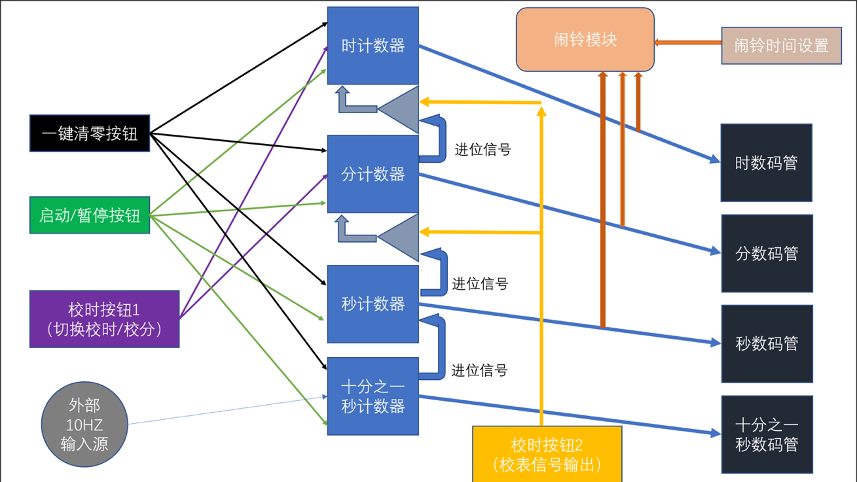 时计数器
闹铃模块
闹铃时间设置
一键清零按钮
进位信号
时数码管
分计数器
启动/暂停按钮
分数码管
进位信号
校时按钮1
（切换校时/校分）
秒计数器
秒数码管
进位信号
外部
10HZ
输入源
十分之一
秒计数器
校时按钮2
（校表信号输出）
十分之一
秒数码管